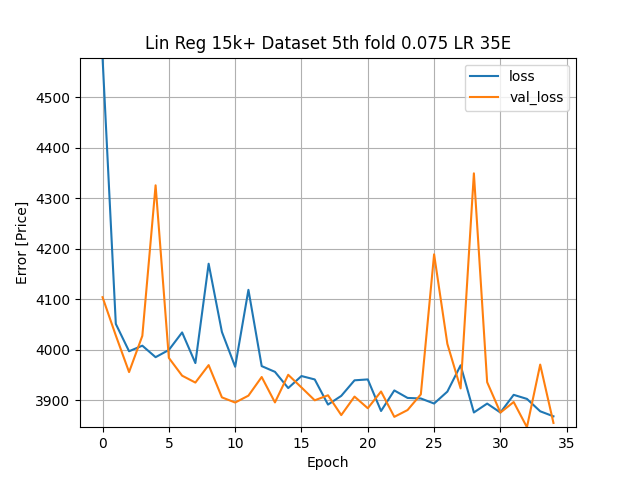 Lin Reg 15k+ Dataset 5th fold 0.075 LR 35E
loss
val_loss
4500
4400
4300
4200
4100
4000
3900
Error [Price]
0 5 10 15 20 25 30 35
Epoch